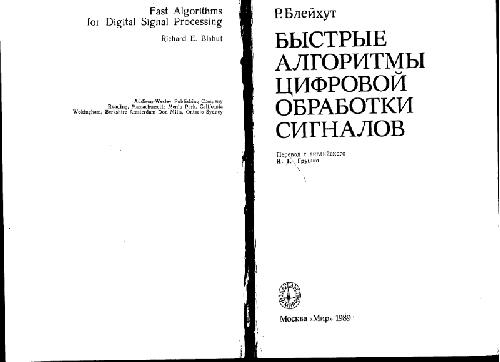 Fast Algorithms
for Digital Signal Processing
Richard E. Blahut
Addison-Wesley Publishing Company
Reading, Massachusetts Menlo Park, California
Wokingham, Berkshire Amsterdam Don Mills, Ontario Sydney
Р. Блейхут
БЫСТРЫЕ
АЛГОРИТМЫ
ЦИФРОВОЙ
ОБРАБОТКИ
СИГНАЛОВ
Перевод с английского
И. И. Грушко
Москва «Мир» 1989